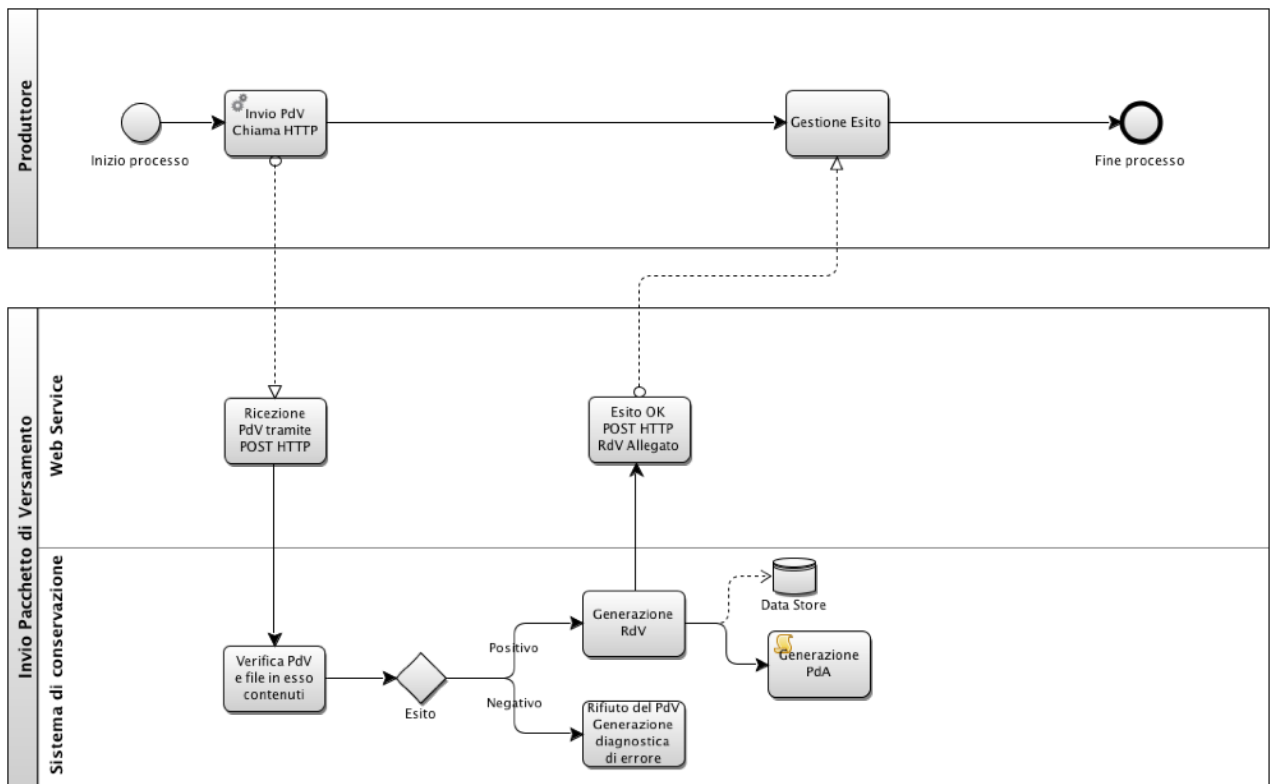 Produttore
Invio PdV
Chiama HTTP
Gestione Esito
Inizio processo
Fine processo
Invio Pacchetto di Versamento
Web Service
Ricezione
PdV tramite
POST HTTP
Esito OK
POST HTTP
RdV Allegato
Sistema di conservazione
Data Store
Generazione
RdV
Positivo
Generazione
PdA
Verifica PdV
e file in esso
contenuti
Esito
Negativo
Rifiuto del PdV
Generazione
diagnostica
di errore